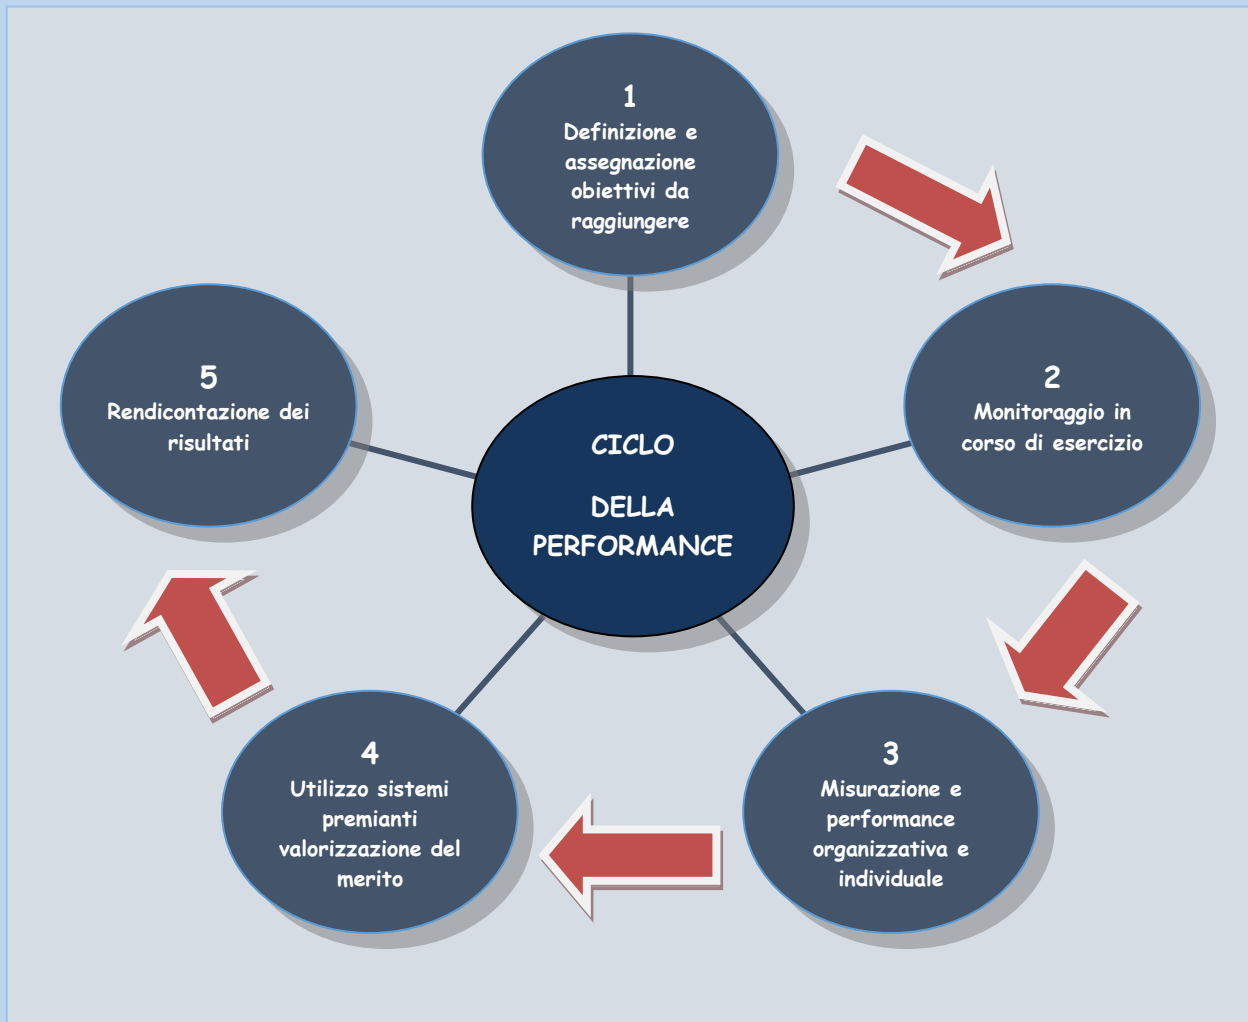 1
Definizione e
assegnazione
obiettivi da
raggiungere
2
Monitoraggio in
corso di esercizio
3
Misurazione e
performance
organizzativa e
individuale
4
Utilizzo sistemi
premianti
valorizzazione del
merito
5
Rendicontazione dei
risultati
CICLO
DELLA
PERFORMANCE